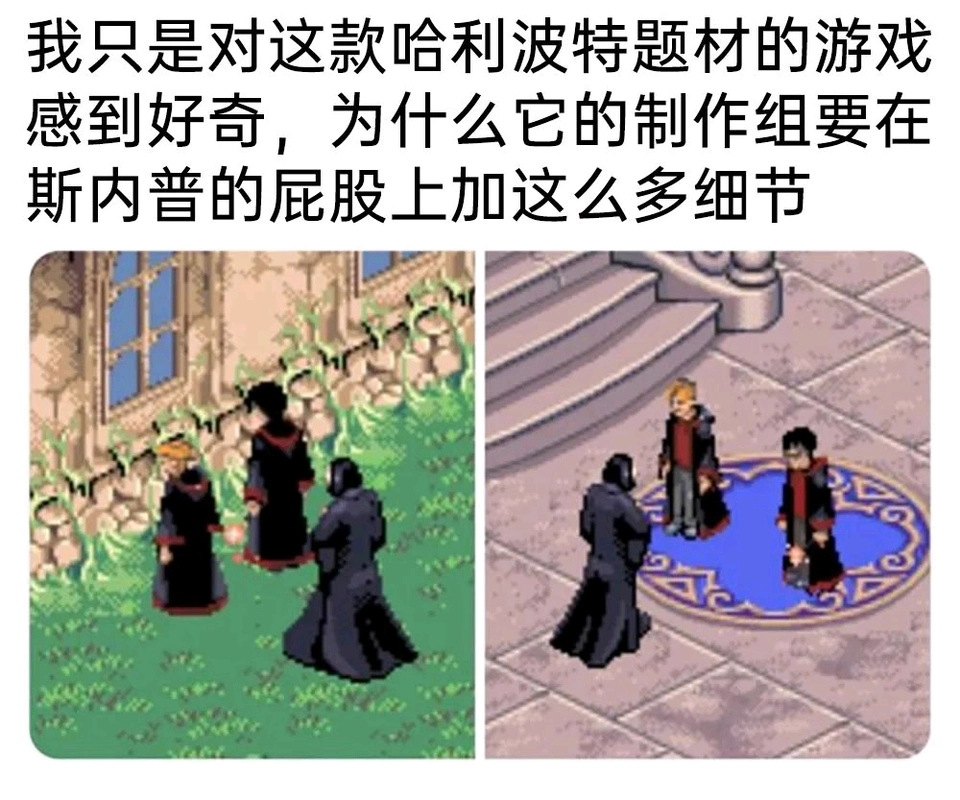 我只是对这款哈利波特题材的游戏
感到好奇，为什么它的制作组要在
斯内普的屁股上加这么多细节